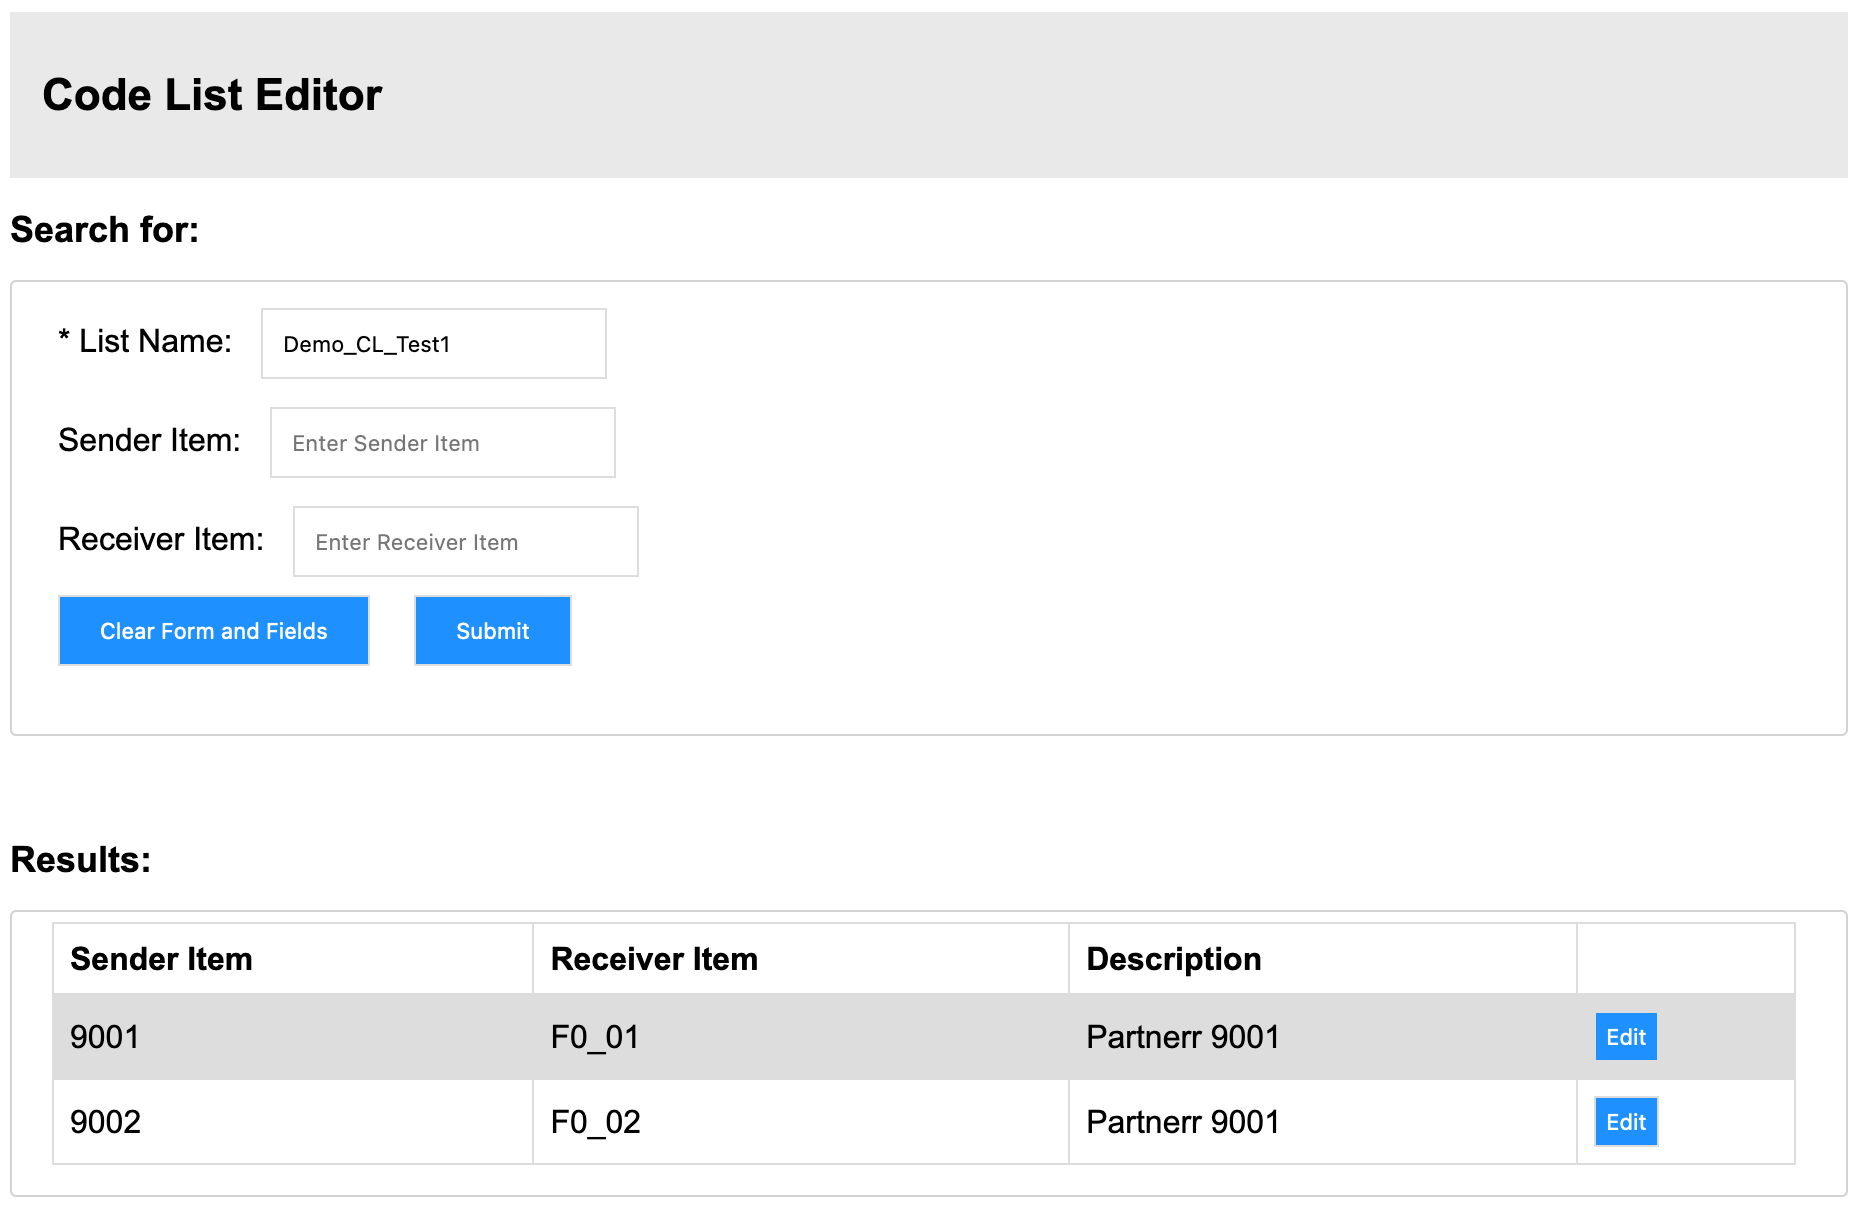 Code List Editor
Search for:
* List Name: Demo_CL_Test1
Sender Item: Enter Sender Item
Receiver Item: Enter Receiver Item
Clear Form and Fields Submit
Results:
Sender Item Receiver Item Description
9001 F0_01 Partnerr 9001 Edit
9002 F0_02 Partnerr 9001 Edit